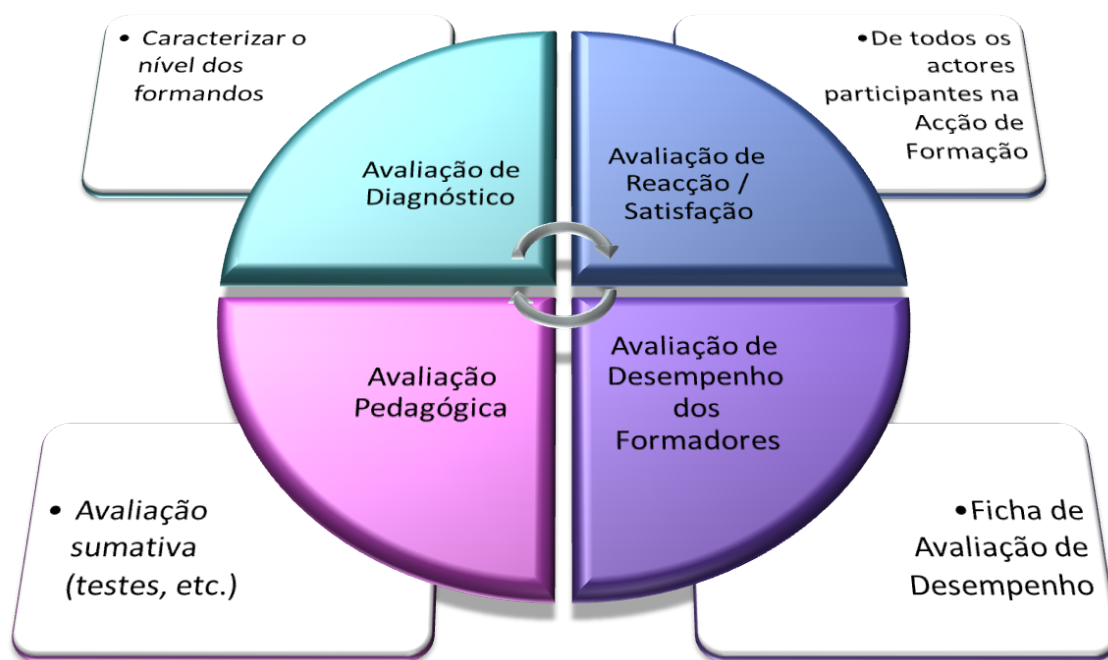 • Caracterizar o
nível dos
formandos
•De todos os
actores
participantes na
Acção de
Formação
Avaliação de
Diagnóstico
Avaliação de
Reacção /
Satisfação
Avaliação
Pedagógica
Avaliação de
Desempenho
dos
Formadores
• Avaliação
sumativa
(testes, etc.)
•Ficha de
Avaliação de
Desempenho